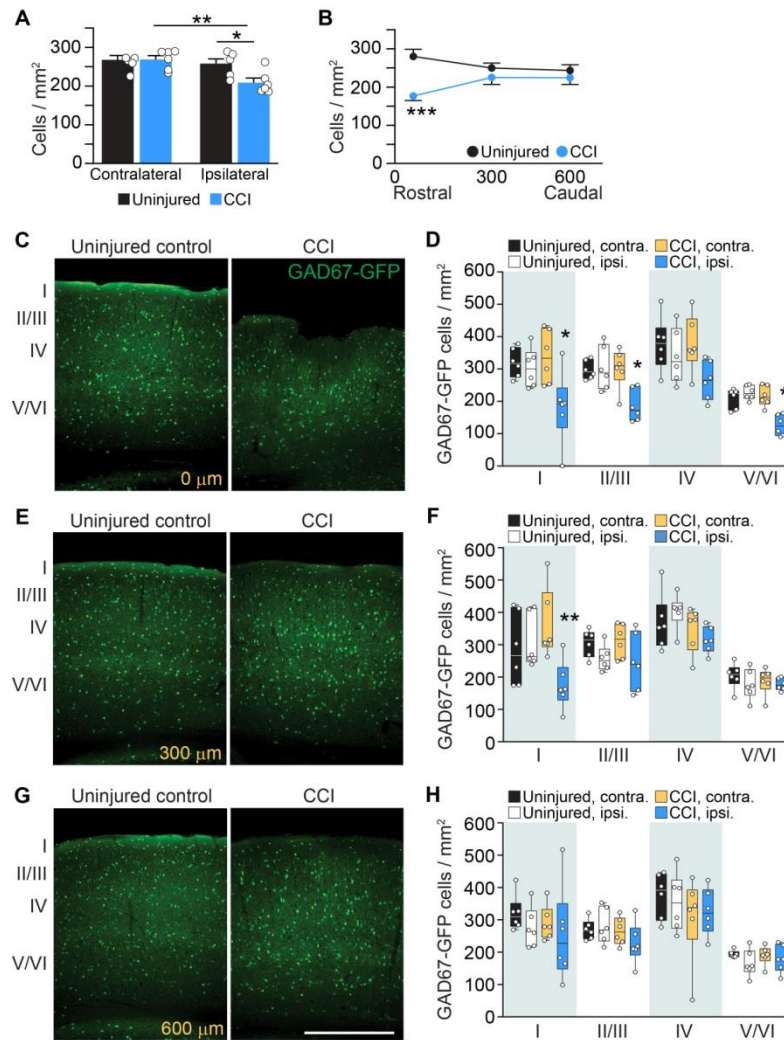 A
**
*
Cells / mm²
300
200
100
0
Contralateral Ipsilateral
Uninjured CCI
B
Cells / mm²
300
200
100
0
***
Uninjured CCI
0 300 600
Rostral Caudal
C
Uninjured control CCI
GAD67-GFP
I
II/III
IV
V/VI
0 μm
D
Uninjured, contra. CCI, contra.
Uninjured, ipsi. CCI, ipsi.
GAD67-GFP cells / mm²
600
500
400
300
200
100
0
*
*
*
I II/III IV V/VI
E
Uninjured control CCI
I
II/III
IV
V/VI
300 μm
F
Uninjured, contra. CCI, contra.
Uninjured, ipsi. CCI, ipsi.
GAD67-GFP cells / mm²
600
500
400
300
200
100
0
**
I II/III IV V/VI
G
Uninjured control CCI
I
II/III
IV
V/VI
600 μm
H
Uninjured, contra. CCI, contra.
Uninjured, ipsi. CCI, ipsi.
GAD67-GFP cells / mm²
600
500
400
300
200
100
0
I II/III IV V/VI